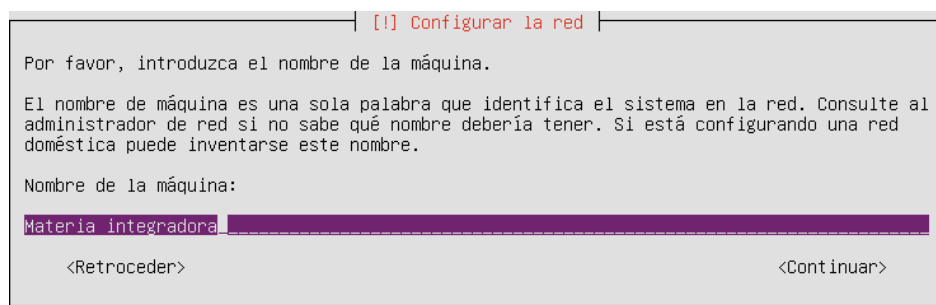 [!] Configurar la red
Por favor, introduzca el nombre de la máquina.
El nombre de máquina es una sola palabra que identifica el sistema en la red. Consulte al
administrador de red si no sabe qué nombre debería tener. Si está configurando una red
doméstica puede inventarse este nombre.
Nombre de la máquina:
Materia integradora
<Retroceder> <Continuar>